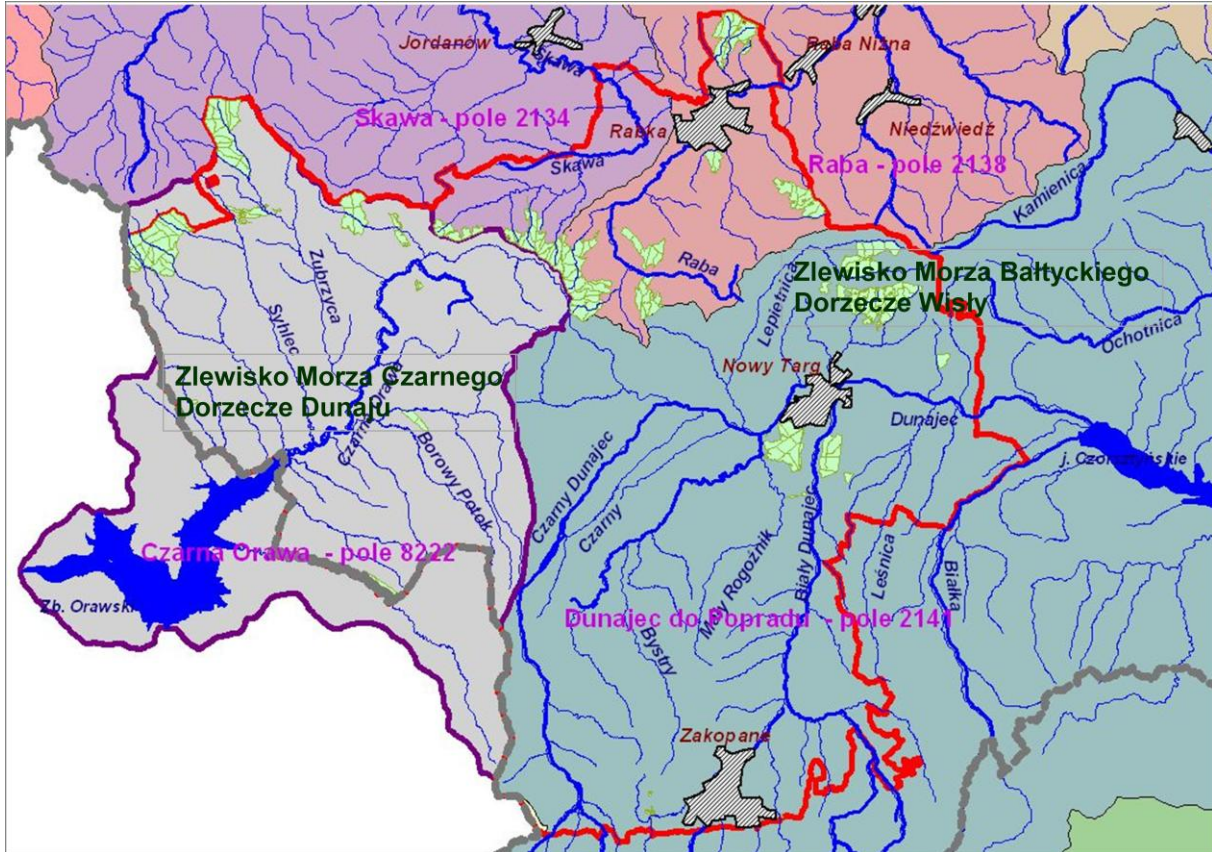 Jordanów
Skawa
Raba Niżna
Skawa - pole 2134
Rabka
Niedźwiedź
Skawa
Raba - pole 2138
Kamienica
Zubrzyca
Raba
Lepietnica
Zlewisko Morza Bałtyckiego
Dorzecze Wisły
Syhlec
Ochotnica
Zlewisko Morza Czarnego
Dorzecze Dunaju
Nowy Targ
Czarna Orawa
Dunajec
Borowy Potok
j. Czorsztyńskie
Czarny Dunajec
Czarny
Biały Dunajec
Czarna Orawa - pole 8222
Mały Rogoźnik
Leśnica
Białka
Zb. Orawski
Dunajec do Popradu - pole 2141
Bystry
Zakopane